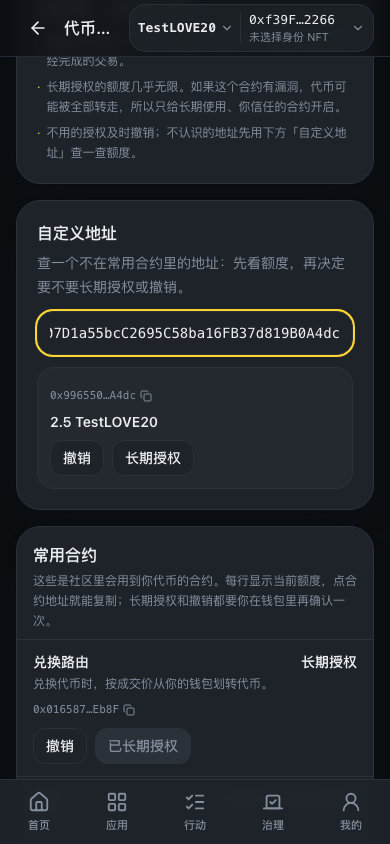 代币...
TestLOVE20
0xf39F…2266
未选择身份 NFT
经完成的交易。
· 长期授权的额度几乎无限。如果这个合约有漏洞，代币可
能被全部转走，所以只给长期使用、你信任的合约开启。
· 不用的授权及时撤销；不认识的地址先用下方「自定义地
址」查一查额度。
自定义地址
查一个不在常用合约里的地址：先看额度，再决定
要不要长期授权或撤销。
07D1a55bcC2695C58ba16FB37d819B0A4dc
0x996550…A4dc
2.5 TestLOVE20
撤销
长期授权
常用合约
这些是社区里会用到你代币的合约。每行显示当前额度，点合
约地址就能复制；长期授权和撤销都要你在钱包里再确认一
次。
兑换路由
长期授权
兑换代币时，按成交价从你的钱包划转代币。
0x016587…Eb8F
撤销
已长期授权
首页
应用
行动
治理
我的